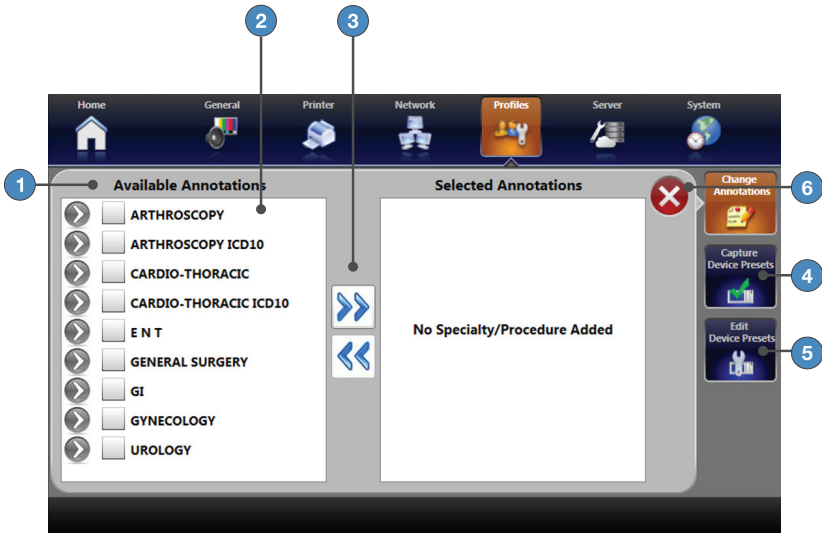 2 3
Home General Printer Network Profiles Server System
1 Available Annotations Selected Annotations Change
Annotations 6
ARTHROSCOPY
ARTHROSCOPY ICD10
CARDIO-THORACIC
CARDIO-THORACIC ICD10
E N T
GENERAL SURGERY
GI
GYNECOLOGY
UROLOGY
No Specialty/Procedure Added
Capture
Device Presets 4
Edit
Device Presets 5